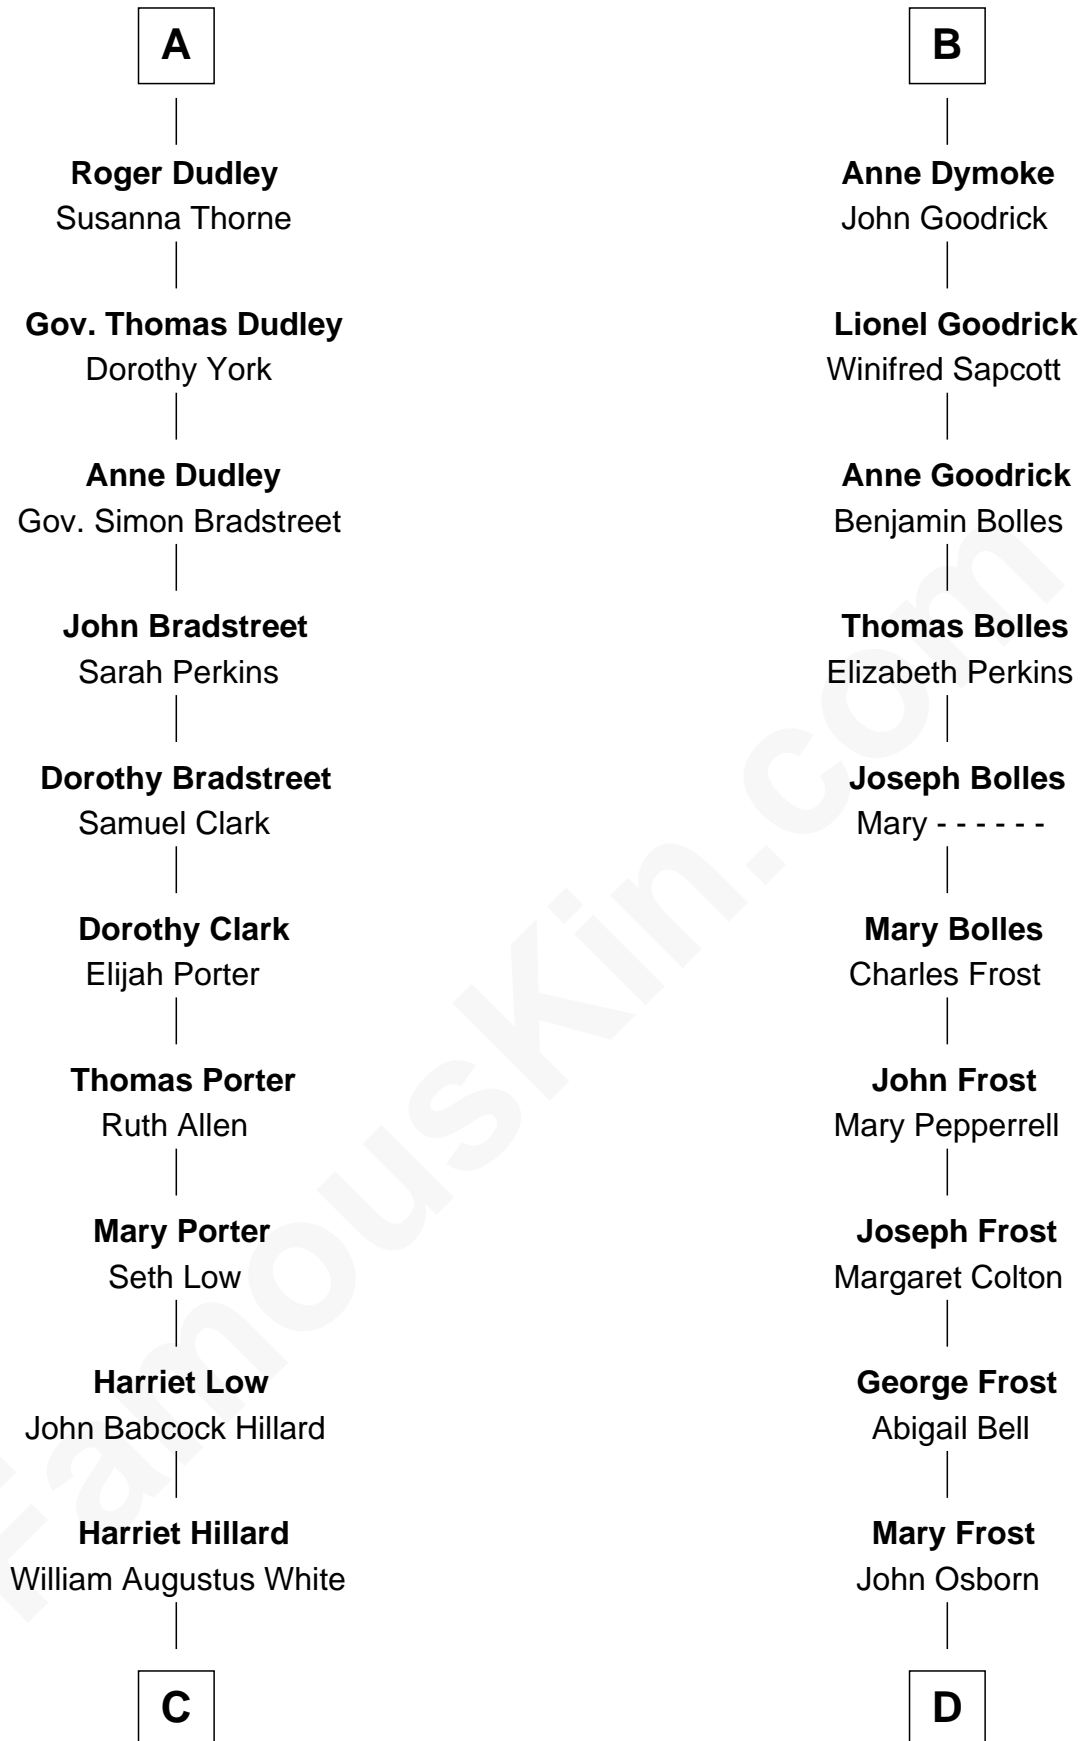 A
Roger Dudley
Susanna Thorne
Gov. Thomas Dudley
Dorothy York
Anne Dudley
Gov. Simon Bradstreet
John Bradstreet
Sarah Perkins
Dorothy Bradstreet
Samuel Clark
Dorothy Clark
Elijah Porter
Thomas Porter
Ruth Allen
Mary Porter
Seth Low
Harriet Low
John Babcock Hillard
Harriet Hillard
William Augustus White
C
B
Anne Dymoke
John Goodrick
Lionel Goodrick
Winifred Sapcott
Anne Goodrick
Benjamin Bolles
Thomas Bolles
Elizabeth Perkins
Joseph Bolles
Mary - - - - - -
Mary Bolles
Charles Frost
John Frost
Mary Pepperrell
Joseph Frost
Margaret Colton
George Frost
Abigail Bell
Mary Frost
John Osborn
D
FamousKin.com